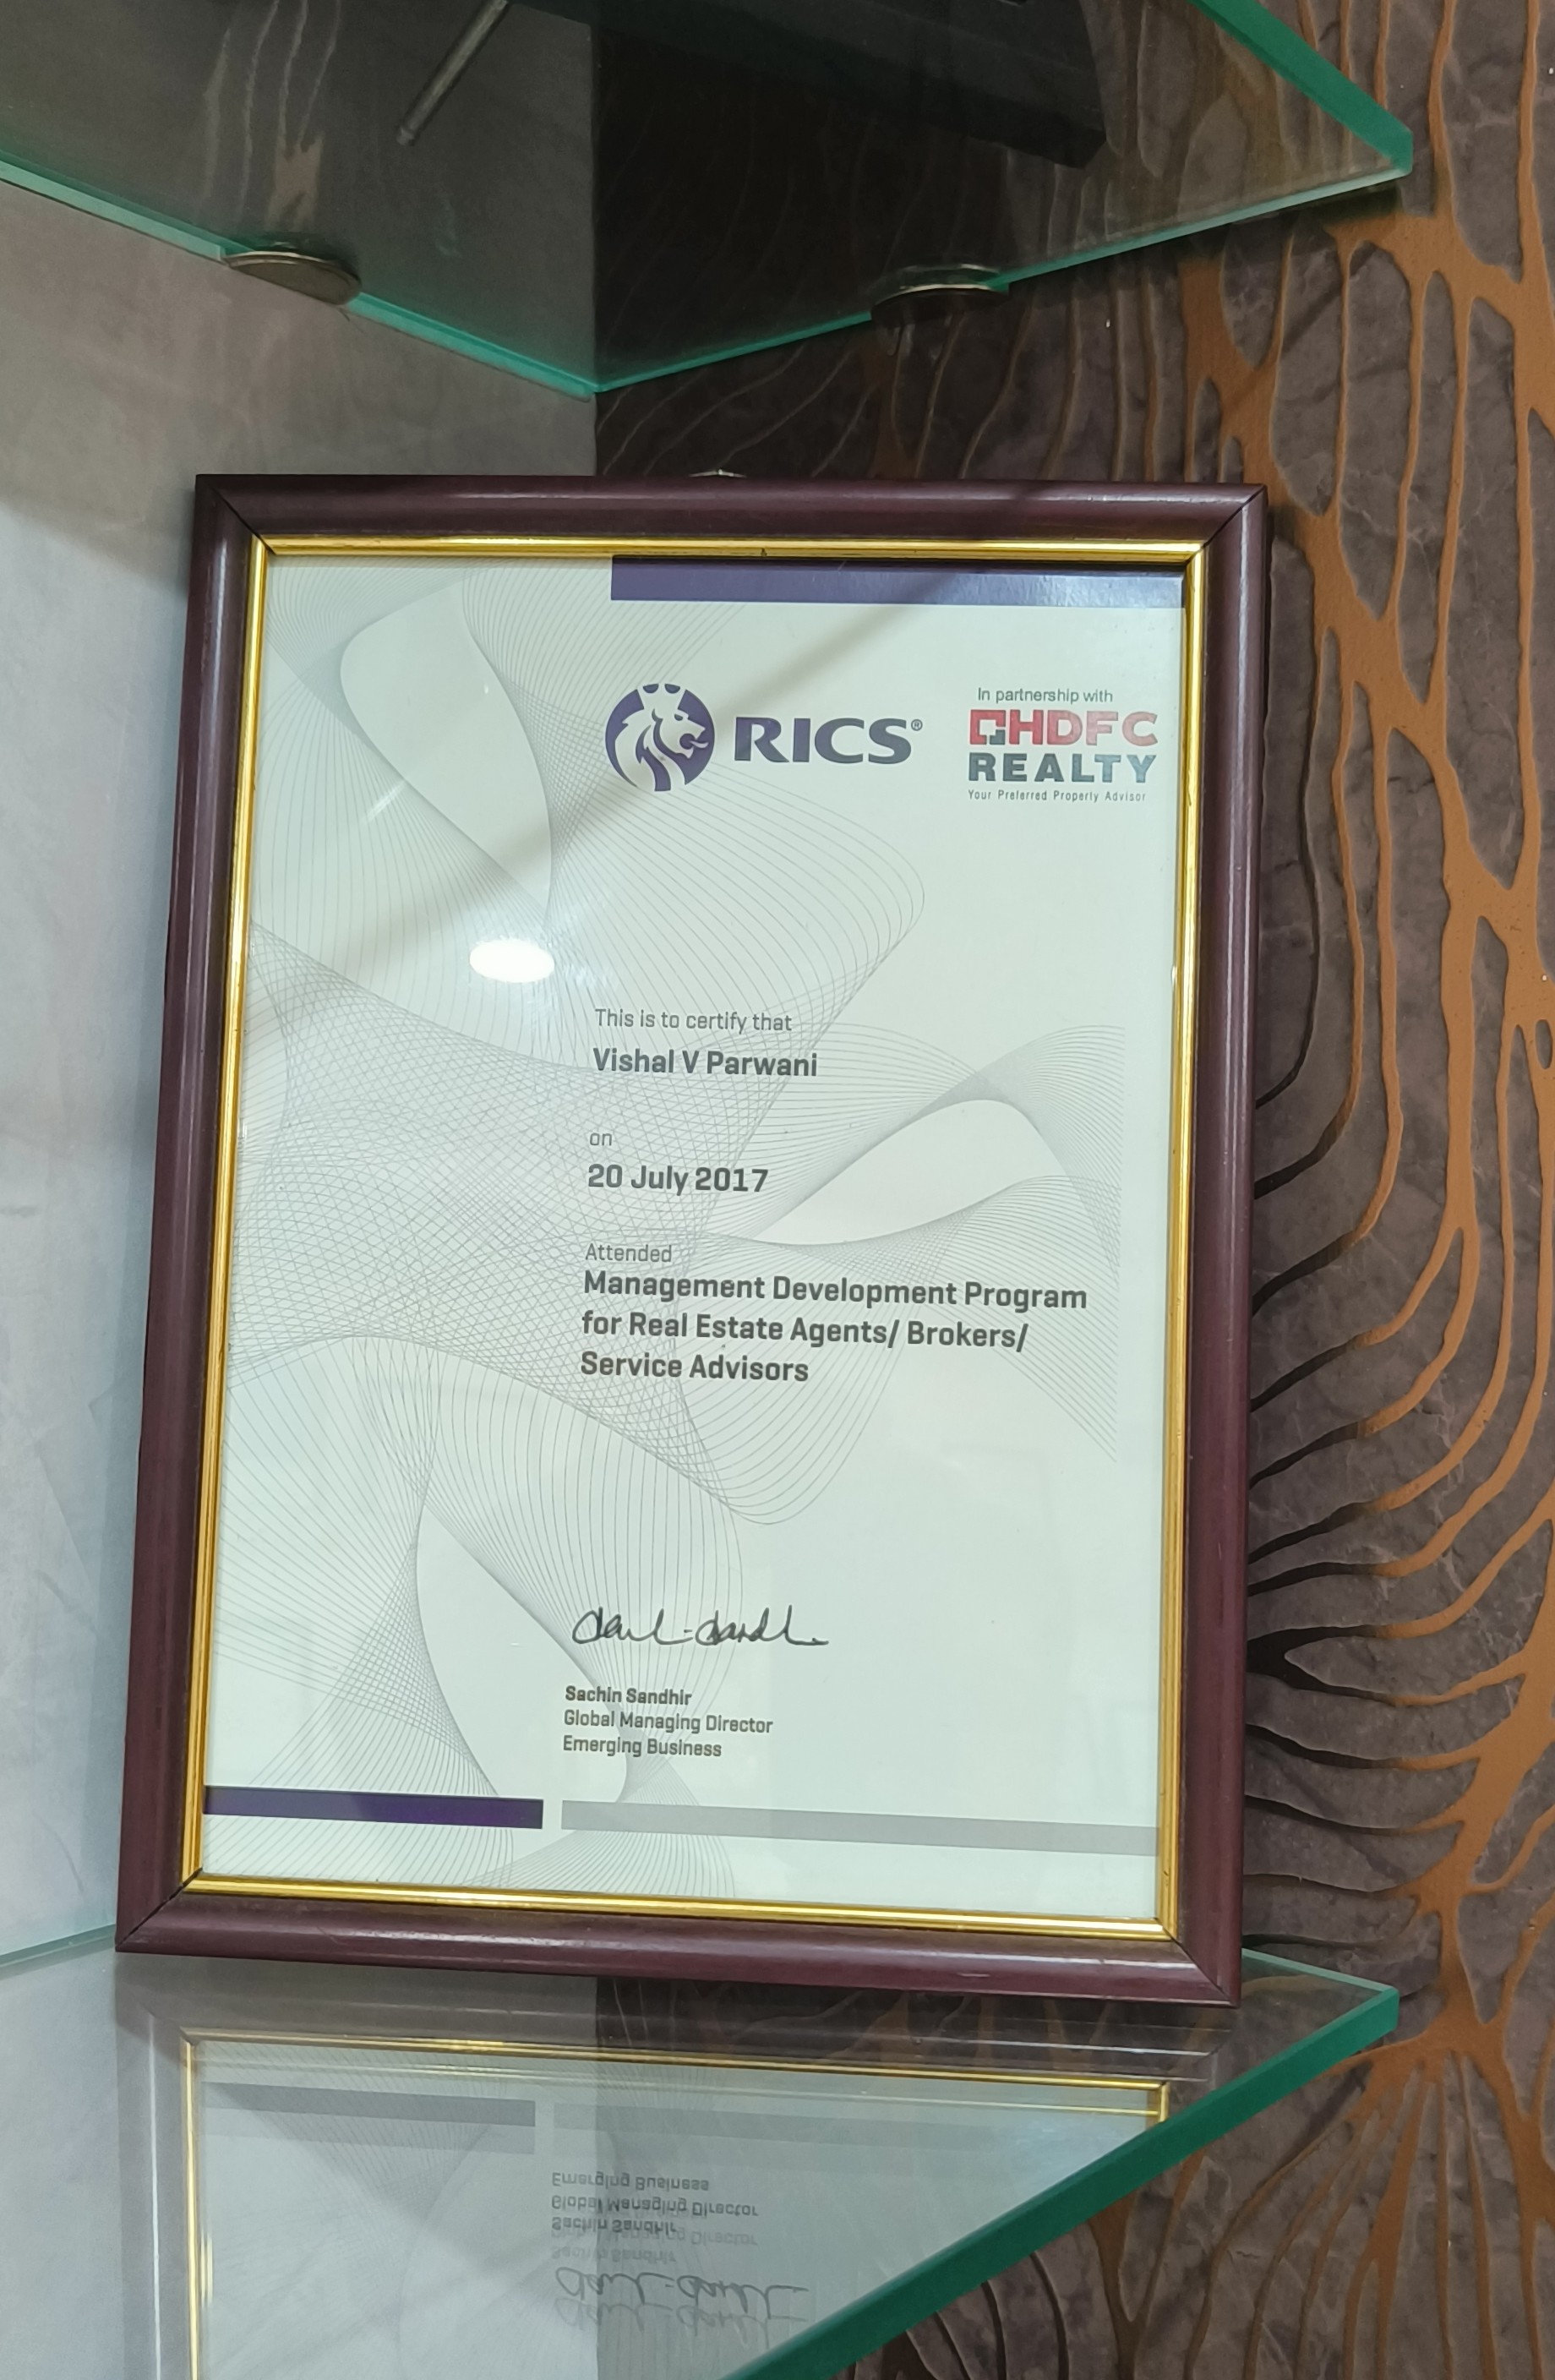 RICS®
In partnership with
HDFC
REALTY
Your Preferred Property Advisor
This is to certify that
Vishal V Parwani
on
20 July 2017
Attended
Management Development Program
for Real Estate Agents/ Brokers/
Service Advisors
Sachin Sandhir
Global Managing Director
Emerging Business